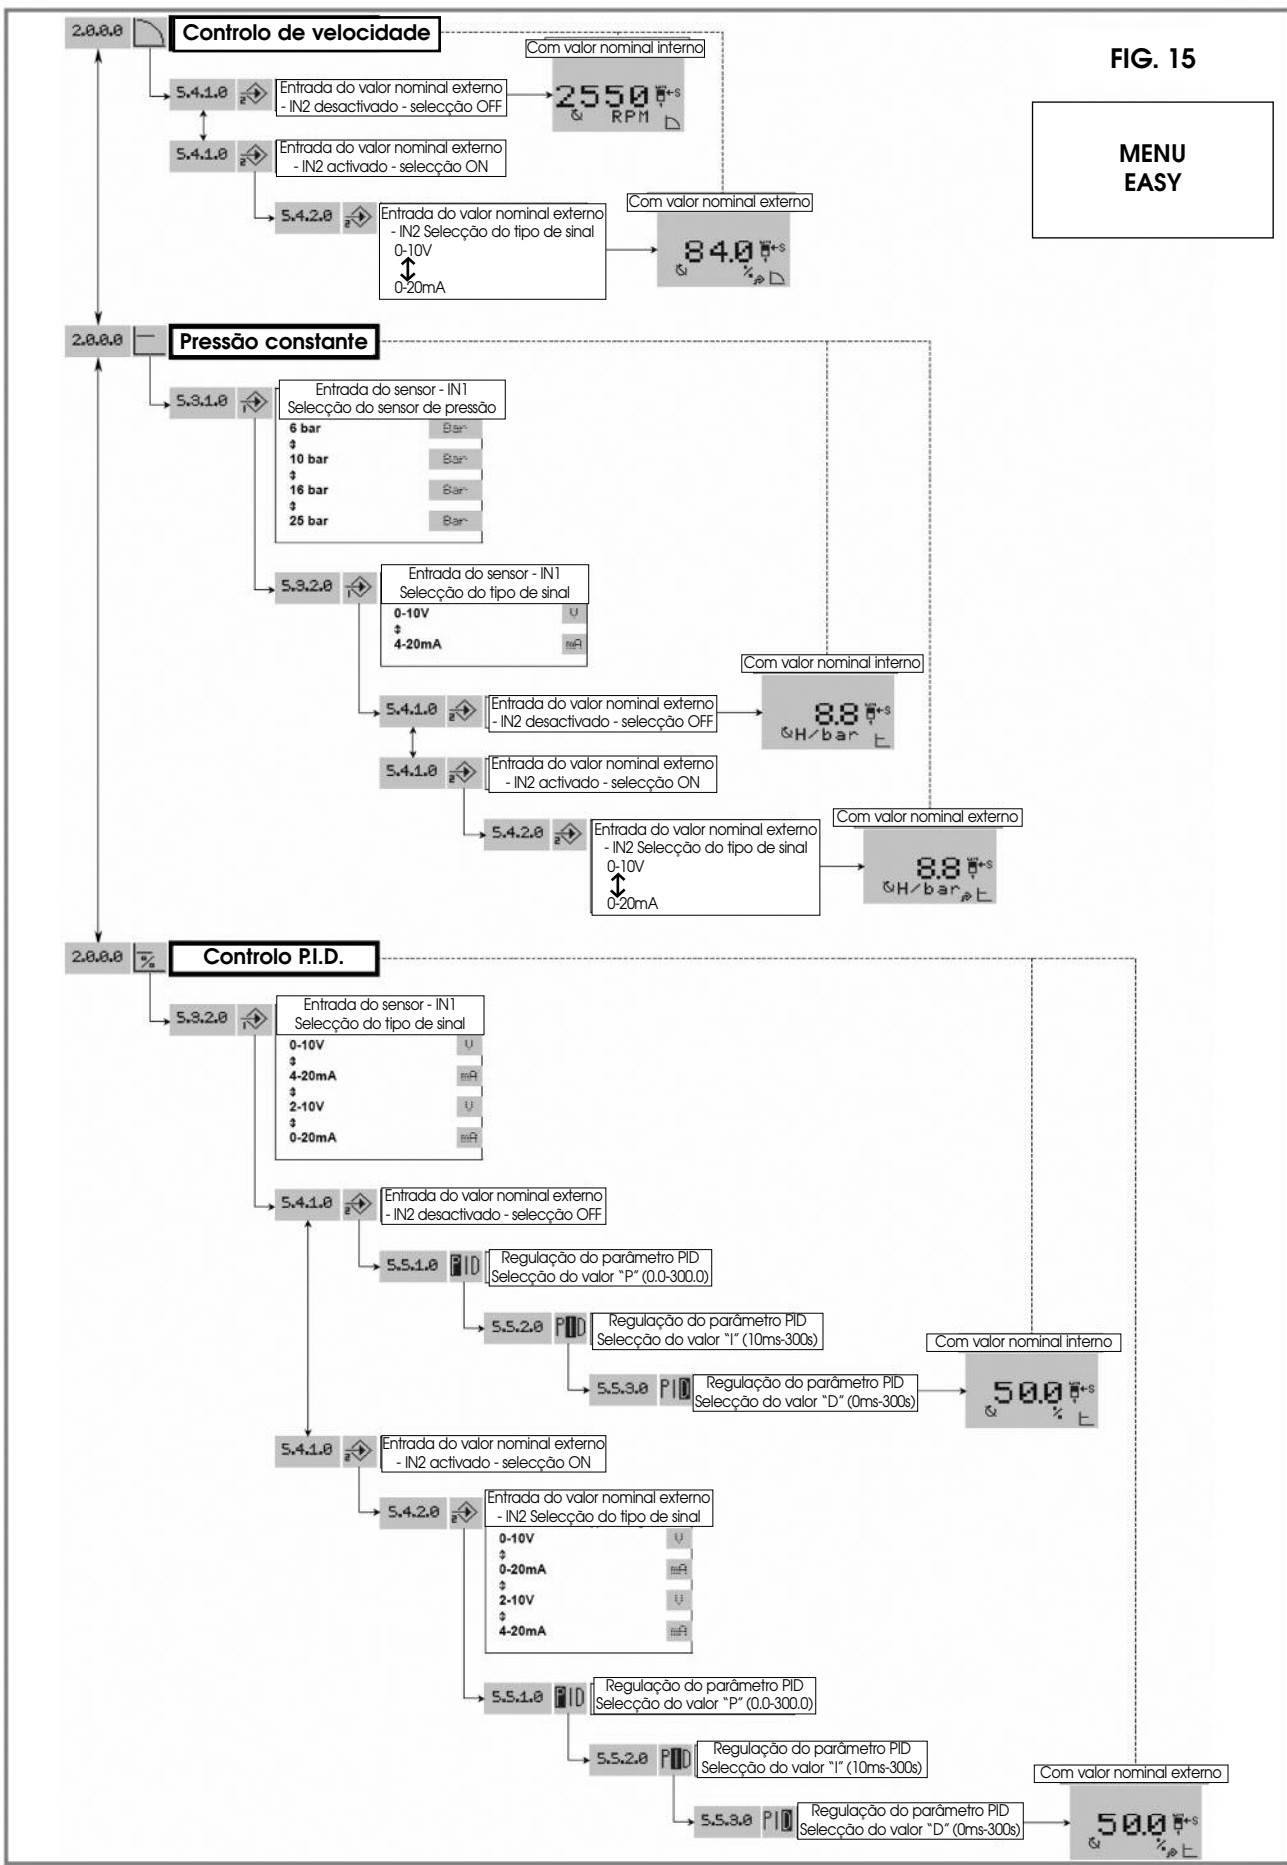 2.0.0.0 Controlo de velocidade
Com valor nominal interno
FIG. 15
MENU
EASY
5.4.1.0 2 Entrada do valor nominal externo
- IN2 desactivado - selecção OFF
2550 S
RPM
5.4.1.0 2 Entrada do valor nominal externo
- IN2 activado - selecção ON
Com valor nominal externo
5.4.2.0 2 Entrada do valor nominal externo
- IN2 Selecção do tipo de sinal
0-10V
0-20mA
84.0 S
%
2.0.0.0 Pressão constante
5.3.1.0 1 Entrada do sensor - IN1
Selecção do sensor de pressão
6 bar Bar
10 bar Bar
16 bar Bar
25 bar Bar
5.3.2.0 1 Entrada do sensor - IN1
Selecção do tipo de sinal
0-10V V
4-20mA mA
Com valor nominal interno
5.4.1.0 2 Entrada do valor nominal externo
- IN2 desactivado - selecção OFF
8.8 S
H/bar
5.4.1.0 2 Entrada do valor nominal externo
- IN2 activado - selecção ON
Com valor nominal externo
5.4.2.0 2 Entrada do valor nominal externo
- IN2 Selecção do tipo de sinal
0-10V
0-20mA
8.8 S
H/bar
2.0.0.0 % Controlo P.I.D.
5.3.2.0 1 Entrada do sensor - IN1
Selecção do tipo de sinal
0-10V V
4-20mA mA
2-10V V
0-20mA mA
5.4.1.0 2 Entrada do valor nominal externo
- IN2 desactivado - selecção OFF
5.5.1.0 PID Regulação do parâmetro PID
Selecção do valor “P” (0.0-300.0)
5.5.2.0 PID Regulação do parâmetro PID
Selecção do valor “I” (10ms-300s)
Com valor nominal interno
5.5.3.0 PID Regulação do parâmetro PID
Selecção do valor “D” (0ms-300s)
50.0 S
%
5.4.1.0 2 Entrada do valor nominal externo
- IN2 activado - selecção ON
5.4.2.0 2 Entrada do valor nominal externo
- IN2 Selecção do tipo de sinal
0-10V V
0-20mA mA
2-10V V
4-20mA mA
5.5.1.0 PID Regulação do parâmetro PID
Selecção do valor “P” (0.0-300.0)
5.5.2.0 PID Regulação do parâmetro PID
Selecção do valor “I” (10ms-300s)
Com valor nominal externo
5.5.3.0 PID Regulação do parâmetro PID
Selecção do valor “D” (0ms-300s)
50.0 S
%